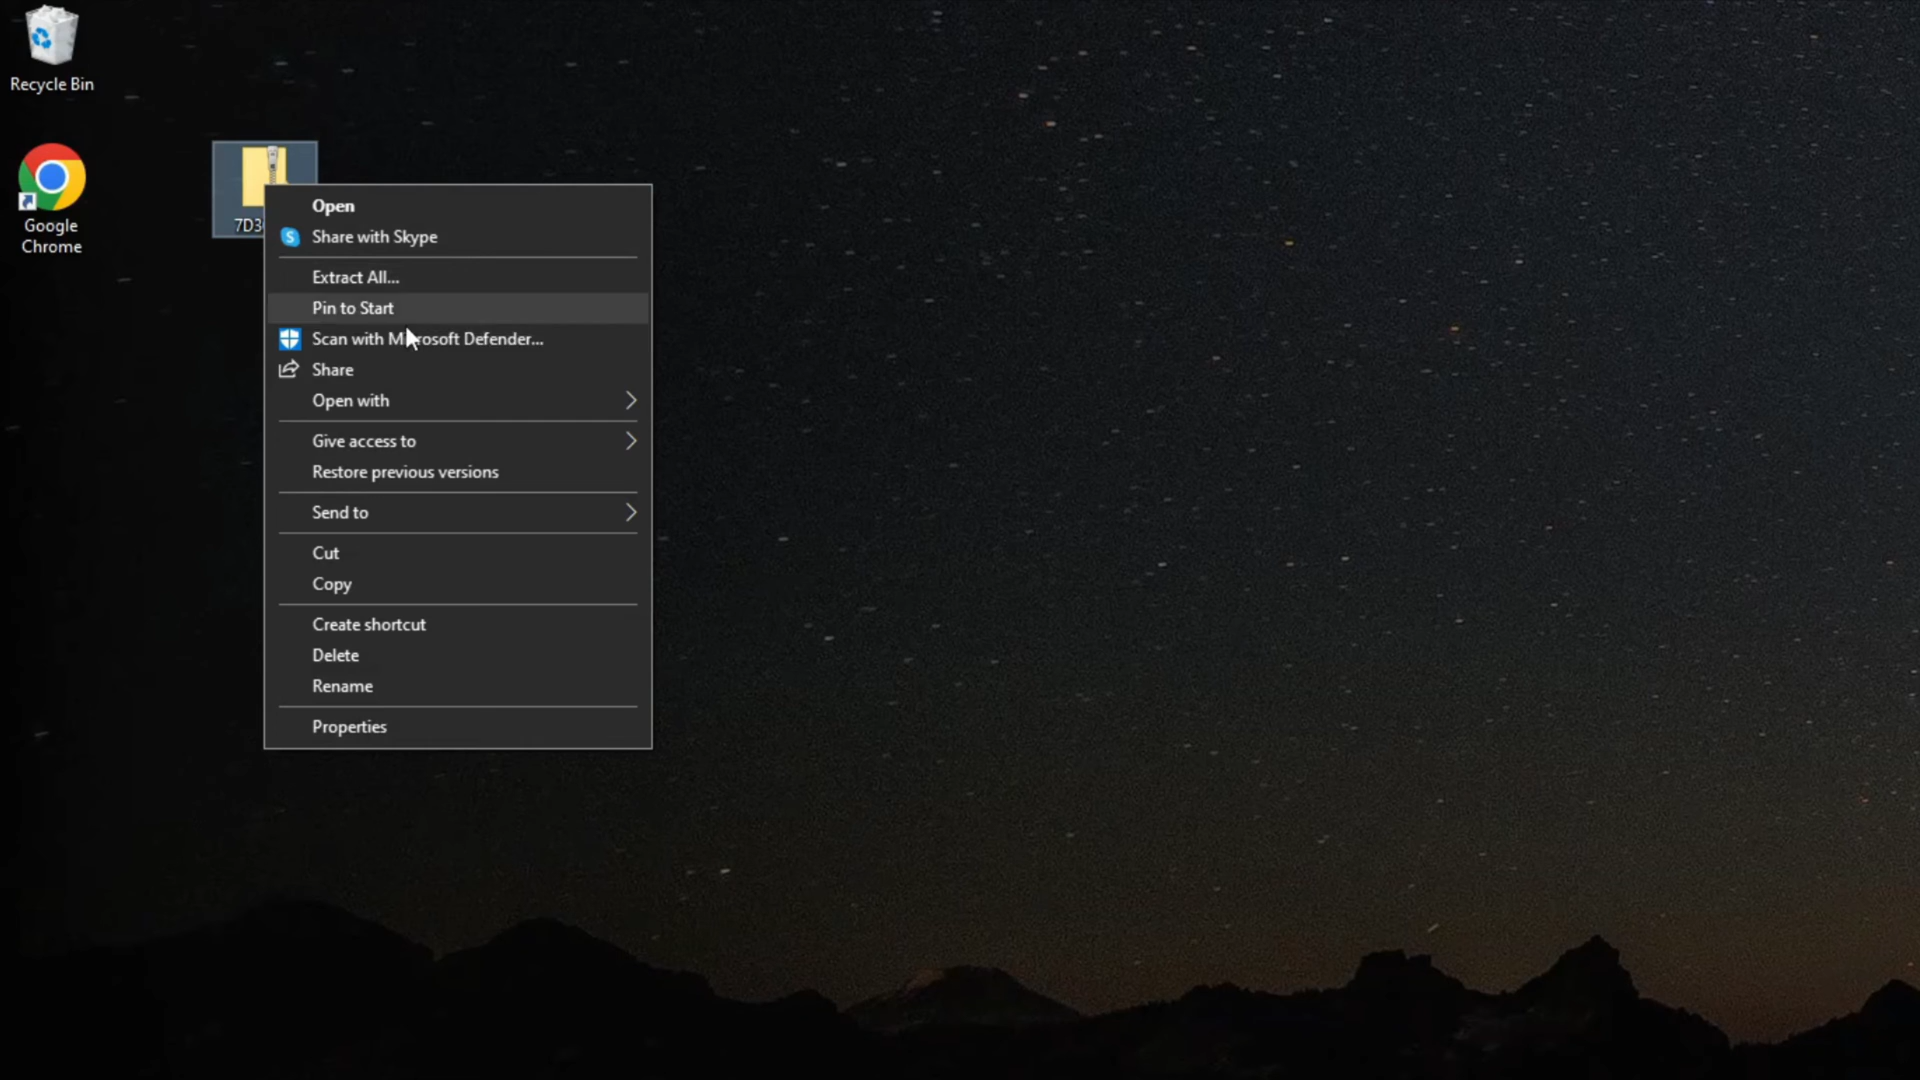 Recycle Bin
Google
Chrome
Open
Share with Skype
Extract All...
Pin to Start
Scan with Microsoft Defender...
Share
Open with
Give access to
Restore previous versions
Send to
Cut
Copy
Create shortcut
Delete
Rename
Properties